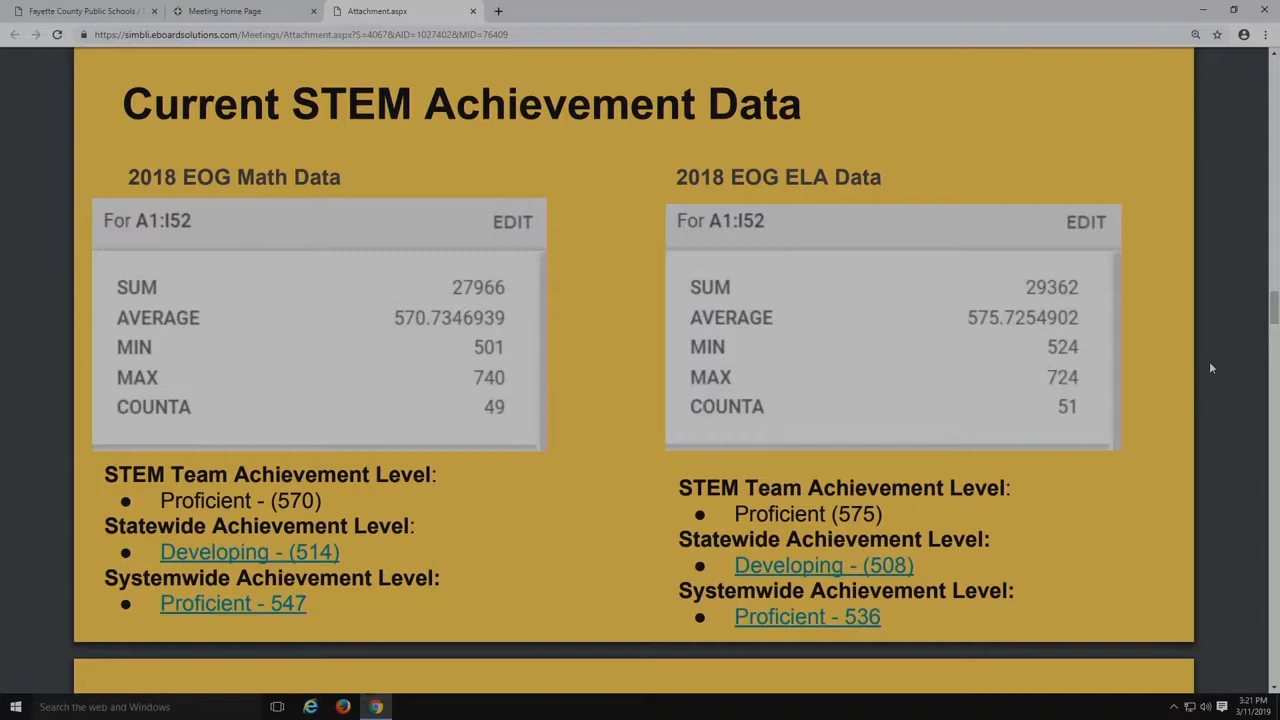 Fayette County Public Schools /
Meeting Home Page
Attachment.aspx
https://simbli.eboardsolutions.com/Meetings/Attachment.aspx?S=4067&AID=1027402&MID=76409
Current STEM Achievement Data
2018 EOG Math Data
For A1:I52 EDIT
SUM 27966
AVERAGE 570.7346939
MIN 501
MAX 740
COUNTA 49
STEM Team Achievement Level:
● Proficient - (570)
Statewide Achievement Level:
● Developing - (514)
Systemwide Achievement Level:
● Proficient - 547
2018 EOG ELA Data
For A1:I52 EDIT
SUM 29362
AVERAGE 575.7254902
MIN 524
MAX 724
COUNTA 51
STEM Team Achievement Level:
● Proficient (575)
Statewide Achievement Level:
● Developing - (508)
Systemwide Achievement Level:
● Proficient - 536
Search the web and Windows
3:21 PM
3/11/2019